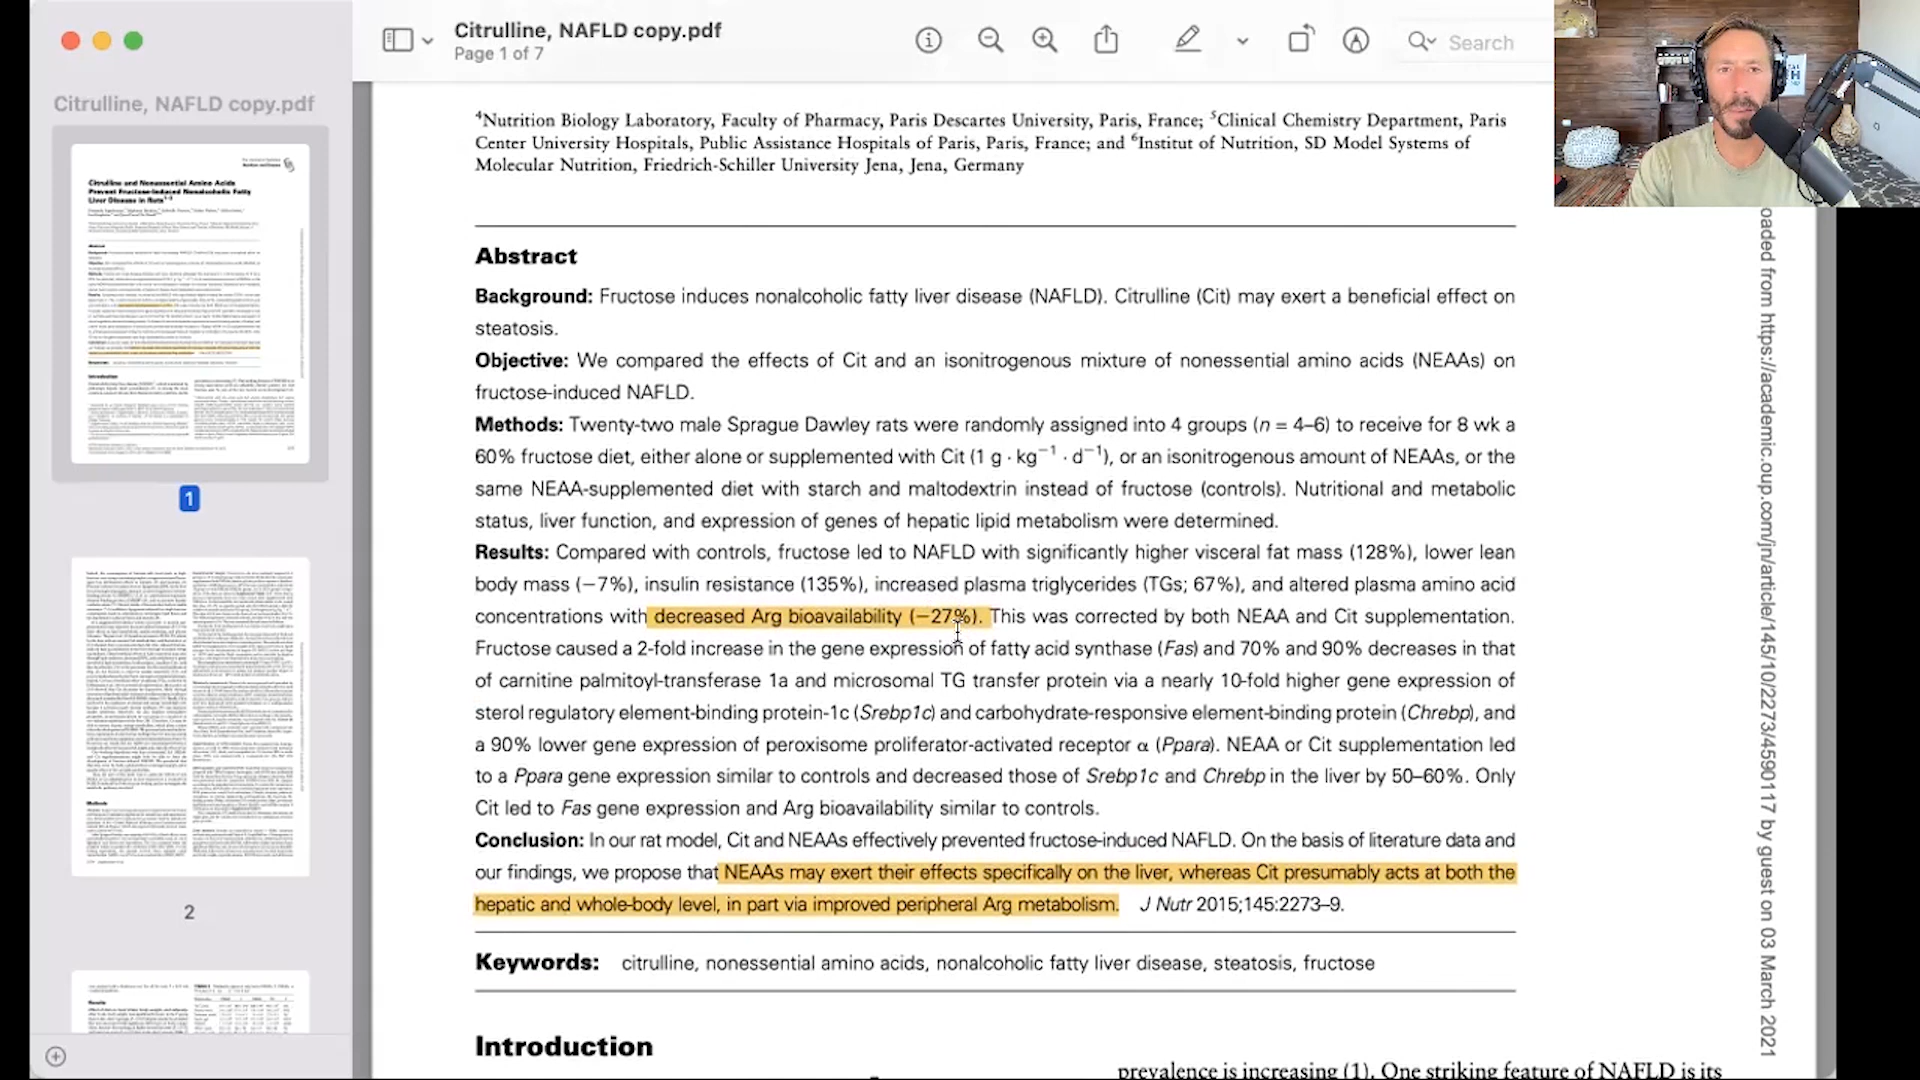 Citrulline, NAFLD copy.pdf
Page 1 of 7
Search
Citrulline, NAFLD copy.pdf
Citrulline and Nonessential Amino Acids
Prevent Fructose-Induced Nonalcoholic Fatty
Liver Disease in Rats
1
2
⁴Nutrition Biology Laboratory, Faculty of Pharmacy, Paris Descartes University, Paris, France; ⁵Clinical Chemistry Department, Paris
Center University Hospitals, Public Assistance Hospitals of Paris, Paris, France; and ⁶Institut of Nutrition, SD Model Systems of
Molecular Nutrition, Friedrich-Schiller University Jena, Jena, Germany
Abstract
Background: Fructose induces nonalcoholic fatty liver disease (NAFLD). Citrulline (Cit) may exert a beneficial effect on
steatosis.
Objective: We compared the effects of Cit and an isonitrogenous mixture of nonessential amino acids (NEAAs) on
fructose-induced NAFLD.
Methods: Twenty-two male Sprague Dawley rats were randomly assigned into 4 groups (n = 4–6) to receive for 8 wk a
60% fructose diet, either alone or supplemented with Cit (1 g · kg⁻¹ · d⁻¹), or an isonitrogenous amount of NEAAs, or the
same NEAA-supplemented diet with starch and maltodextrin instead of fructose (controls). Nutritional and metabolic
status, liver function, and expression of genes of hepatic lipid metabolism were determined.
Results: Compared with controls, fructose led to NAFLD with significantly higher visceral fat mass (128%), lower lean
body mass (−7%), insulin resistance (135%), increased plasma triglycerides (TGs; 67%), and altered plasma amino acid
concentrations with decreased Arg bioavailability (−27%). This was corrected by both NEAA and Cit supplementation.
Fructose caused a 2-fold increase in the gene expression of fatty acid synthase (Fas) and 70% and 90% decreases in that
of carnitine palmitoyl-transferase 1a and microsomal TG transfer protein via a nearly 10-fold higher gene expression of
sterol regulatory element-binding protein-1c (Srebp1c) and carbohydrate-responsive element-binding protein (Chrebp), and
a 90% lower gene expression of peroxisome proliferator-activated receptor α (Ppara). NEAA or Cit supplementation led
to a Ppara gene expression similar to controls and decreased those of Srebp1c and Chrebp in the liver by 50–60%. Only
Cit led to Fas gene expression and Arg bioavailability similar to controls.
Conclusion: In our rat model, Cit and NEAAs effectively prevented fructose-induced NAFLD. On the basis of literature data and
our findings, we propose that NEAAs may exert their effects specifically on the liver, whereas Cit presumably acts at both the
hepatic and whole-body level, in part via improved peripheral Arg metabolism. J Nutr 2015;145:2273–9.
Keywords: citrulline, nonessential amino acids, nonalcoholic fatty liver disease, steatosis, fructose
Introduction
prevalence is increasing (1). One striking feature of NAFLD is its
oaded from https://academic.oup.com/jn/article/145/10/2273/4590117 by guest on 03 March 2021